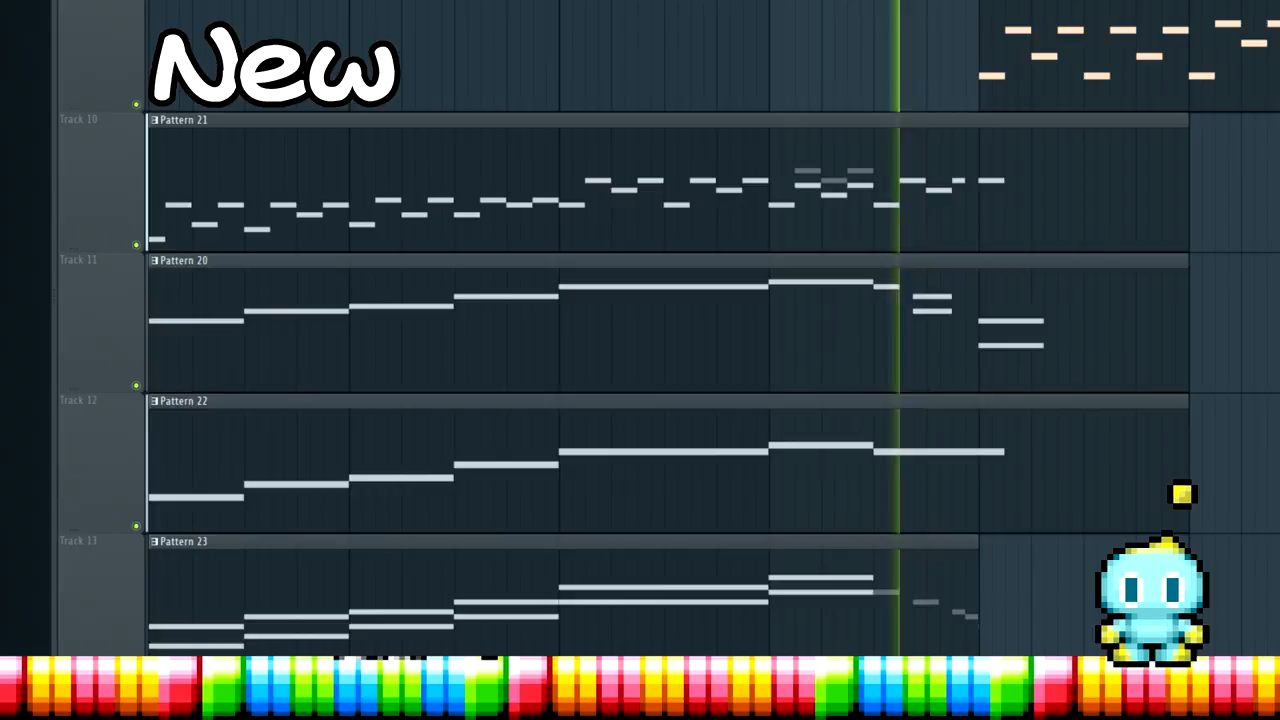 New
Track 10
Pattern 21
Track 11
Pattern 20
Track 12
Pattern 22
Track 13
Pattern 23